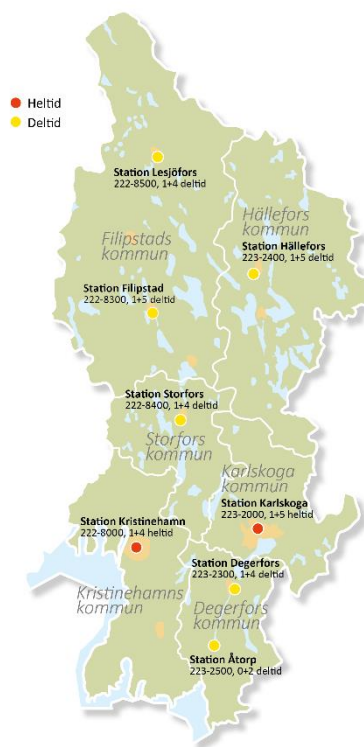 Heltid
Deltid
Station Lesjöfors
222-8500, 1+4 deltid
Hällefors
kommun
Station Hällefors
223-2400, 1+5 deltid
Filipstads
kommun
Station Filipstad
222-8300, 1+5 deltid
Station Storfors
222-8400, 1+4 deltid
Storfors
kommun
Karlskoga
kommun
Station Karlskoga
223-2000, 1+5 heltid
Station Kristinehamn
222-8000, 1+4 heltid
Station Degerfors
223-2300, 1+4 deltid
Kristinehamns
kommun
Degerfors
kommun
Station Åtorp
223-2500, 0+2 deltid